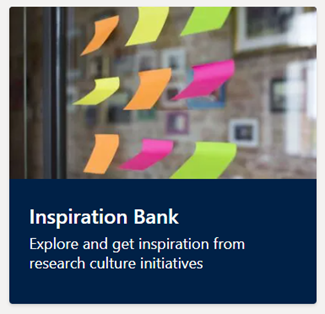 Inspiration Bank
Explore and get inspiration from
research culture initiatives